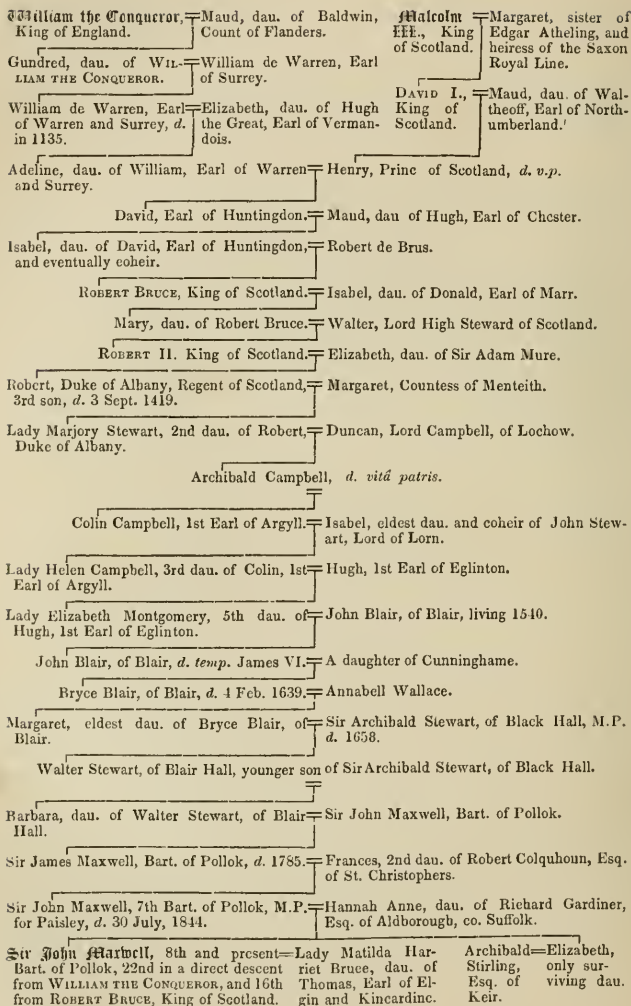 William the Conqueror, King of England.
Maud, dau. of Baldwin, Count of Flanders.
Malcolm III., King of Scotland.
Margaret, sister of Edgar Atheling, and heiress of the Saxon Royal Line.
Gundred, dau. of WILLIAM THE CONQUEROR.
William de Warren, Earl of Surrey.
DAVID I., King of Scotland.
Maud, dau. of Waltheoff, Earl of Northumberland.'
William de Warren, Earl of Warren and Surrey, d. in 1135.
Elizabeth, dau. of Hugh the Great, Earl of Vermandois.
Adeline, dau. of William, Earl of Warren and Surrey.
Henry, Princ of Scotland, d. v.p.
David, Earl of Huntingdon.
Maud, dau of Hugh, Earl of Chester.
Isabel, dau. of David, Earl of Huntingdon, and eventually coheir.
Robert de Brus.
ROBERT BRUCE, King of Scotland.
Isabel, dau. of Donald, Earl of Marr.
Mary, dau. of Robert Bruce.
Walter, Lord High Steward of Scotland.
ROBERT II. King of Scotland.
Elizabeth, dau. of Sir Adam Mure.
Robert, Duke of Albany, Regent of Scotland, 3rd son, d. 3 Sept. 1419.
Margaret, Countess of Menteith.
Lady Marjory Stewart, 2nd dau. of Robert, Duke of Albany.
Duncan, Lord Campbell, of Lochow.
Archibald Campbell, d. vitâ patris.
Colin Campbell, 1st Earl of Argyll.
Isabel, eldest dau. and coheir of John Stewart, Lord of Lorn.
Lady Helen Campbell, 3rd dau. of Colin, 1st Earl of Argyll.
Hugh, 1st Earl of Eglinton.
Lady Elizabeth Montgomery, 5th dau. of Hugh, 1st Earl of Eglinton.
John Blair, of Blair, living 1540.
John Blair, of Blair, d. temp. James VI.
A daughter of Cunninghame.
Bryce Blair, of Blair, d. 4 Feb. 1639.
Annabell Wallace.
Margaret, eldest dau. of Bryce Blair, of Blair.
Sir Archibald Stewart, of Black Hall, M.P. d. 1658.
Walter Stewart, of Blair Hall, younger son of Sir Archibald Stewart, of Black Hall.
Barbara, dau. of Walter Stewart, of Blair Hall.
Sir John Maxwell, Bart. of Pollok.
Sir James Maxwell, Bart. of Pollok, d. 1785.
Frances, 2nd dau. of Robert Colquhoun, Esq. of St. Christophers.
Sir John Maxwell, 7th Bart. of Pollok, M.P. for Paisley, d. 30 July, 1844.
Hannah Anne, dau. of Richard Gardiner, Esq. of Aldborough, co. Suffolk.
Sir John Maxwell, 8th and present Bart. of Pollok, 22nd in a direct descent from WILLIAM THE CONQUEROR, and 16th from ROBERT BRUCE, King of Scotland.
Lady Matilda Harriet Bruce, dau. of Thomas, Earl of Elgin and Kincardine.
Archibald Stirling, Esq. of Keir.
Elizabeth, only surviving dau.